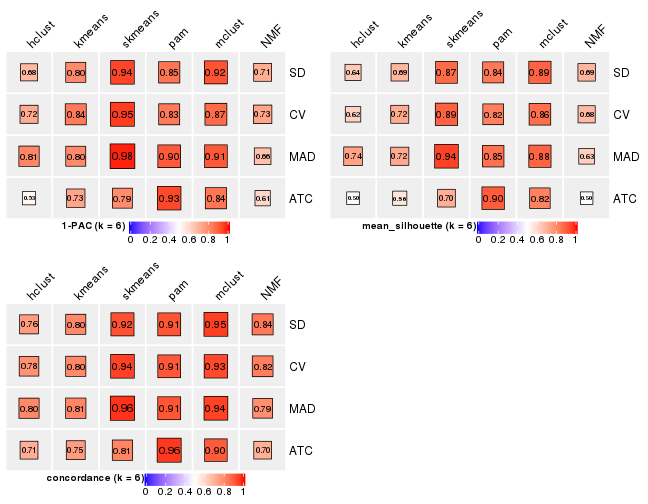 hclust kmeans skmeans pam mclust NMF
0.68 0.80 0.94 0.85 0.92 0.71 SD
0.72 0.84 0.95 0.83 0.87 0.73 CV
0.81 0.80 0.98 0.90 0.91 0.66 MAD
0.53 0.73 0.79 0.93 0.84 0.61 ATC
1-PAC (k = 6)
0 0.2 0.4 0.6 0.8 1
hclust kmeans skmeans pam mclust NMF
0.64 0.69 0.87 0.84 0.89 0.69 SD
0.62 0.72 0.89 0.82 0.86 0.68 CV
0.74 0.72 0.94 0.85 0.88 0.63 MAD
0.50 0.56 0.70 0.90 0.82 0.50 ATC
mean_silhouette (k = 6)
0 0.2 0.4 0.6 0.8 1
hclust kmeans skmeans pam mclust NMF
0.76 0.80 0.92 0.91 0.95 0.84 SD
0.78 0.80 0.94 0.91 0.93 0.82 CV
0.80 0.81 0.96 0.91 0.94 0.79 MAD
0.71 0.75 0.81 0.96 0.90 0.70 ATC
concordance (k = 6)
0 0.2 0.4 0.6 0.8 1